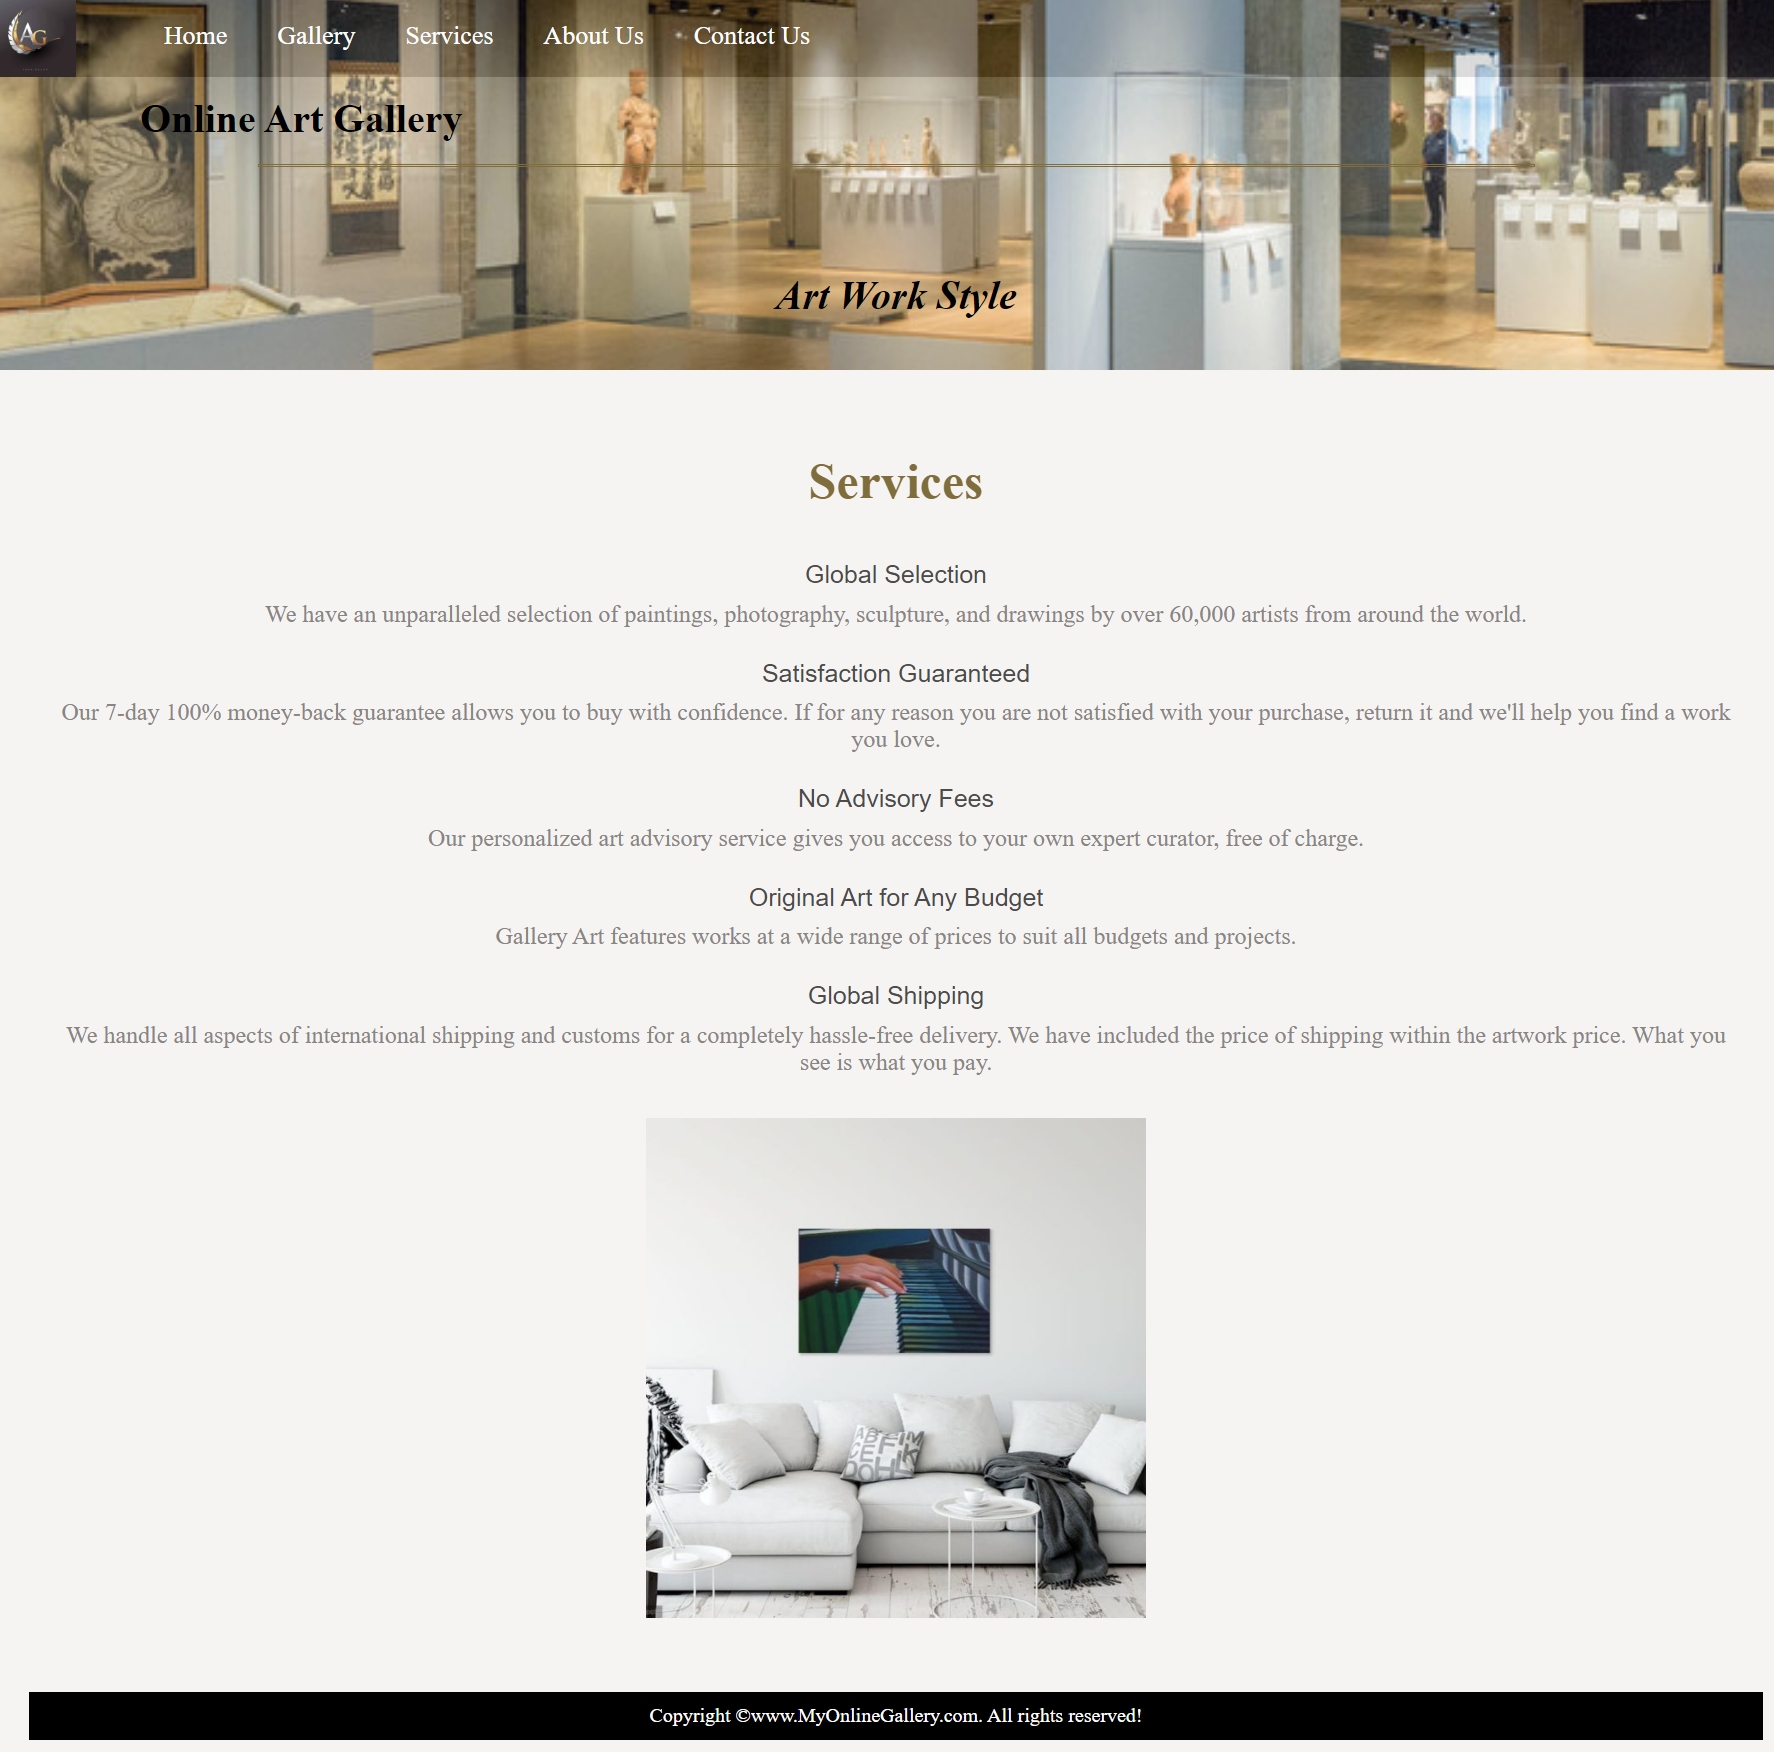 AG
Home Gallery Services About Us Contact Us
Online Art Gallery
Art Work Style
Services
Global Selection
We have an unparalleled selection of paintings, photography, sculpture, and drawings by over 60,000 artists from around the world.
Satisfaction Guaranteed
Our 7-day 100% money-back guarantee allows you to buy with confidence. If for any reason you are not satisfied with your purchase, return it and we'll help you find a work
you love.
No Advisory Fees
Our personalized art advisory service gives you access to your own expert curator, free of charge.
Original Art for Any Budget
Gallery Art features works at a wide range of prices to suit all budgets and projects.
Global Shipping
We handle all aspects of international shipping and customs for a completely hassle-free delivery. We have included the price of shipping within the artwork price. What you
see is what you pay.
Copyright ©www.MyOnlineGallery.com. All rights reserved!